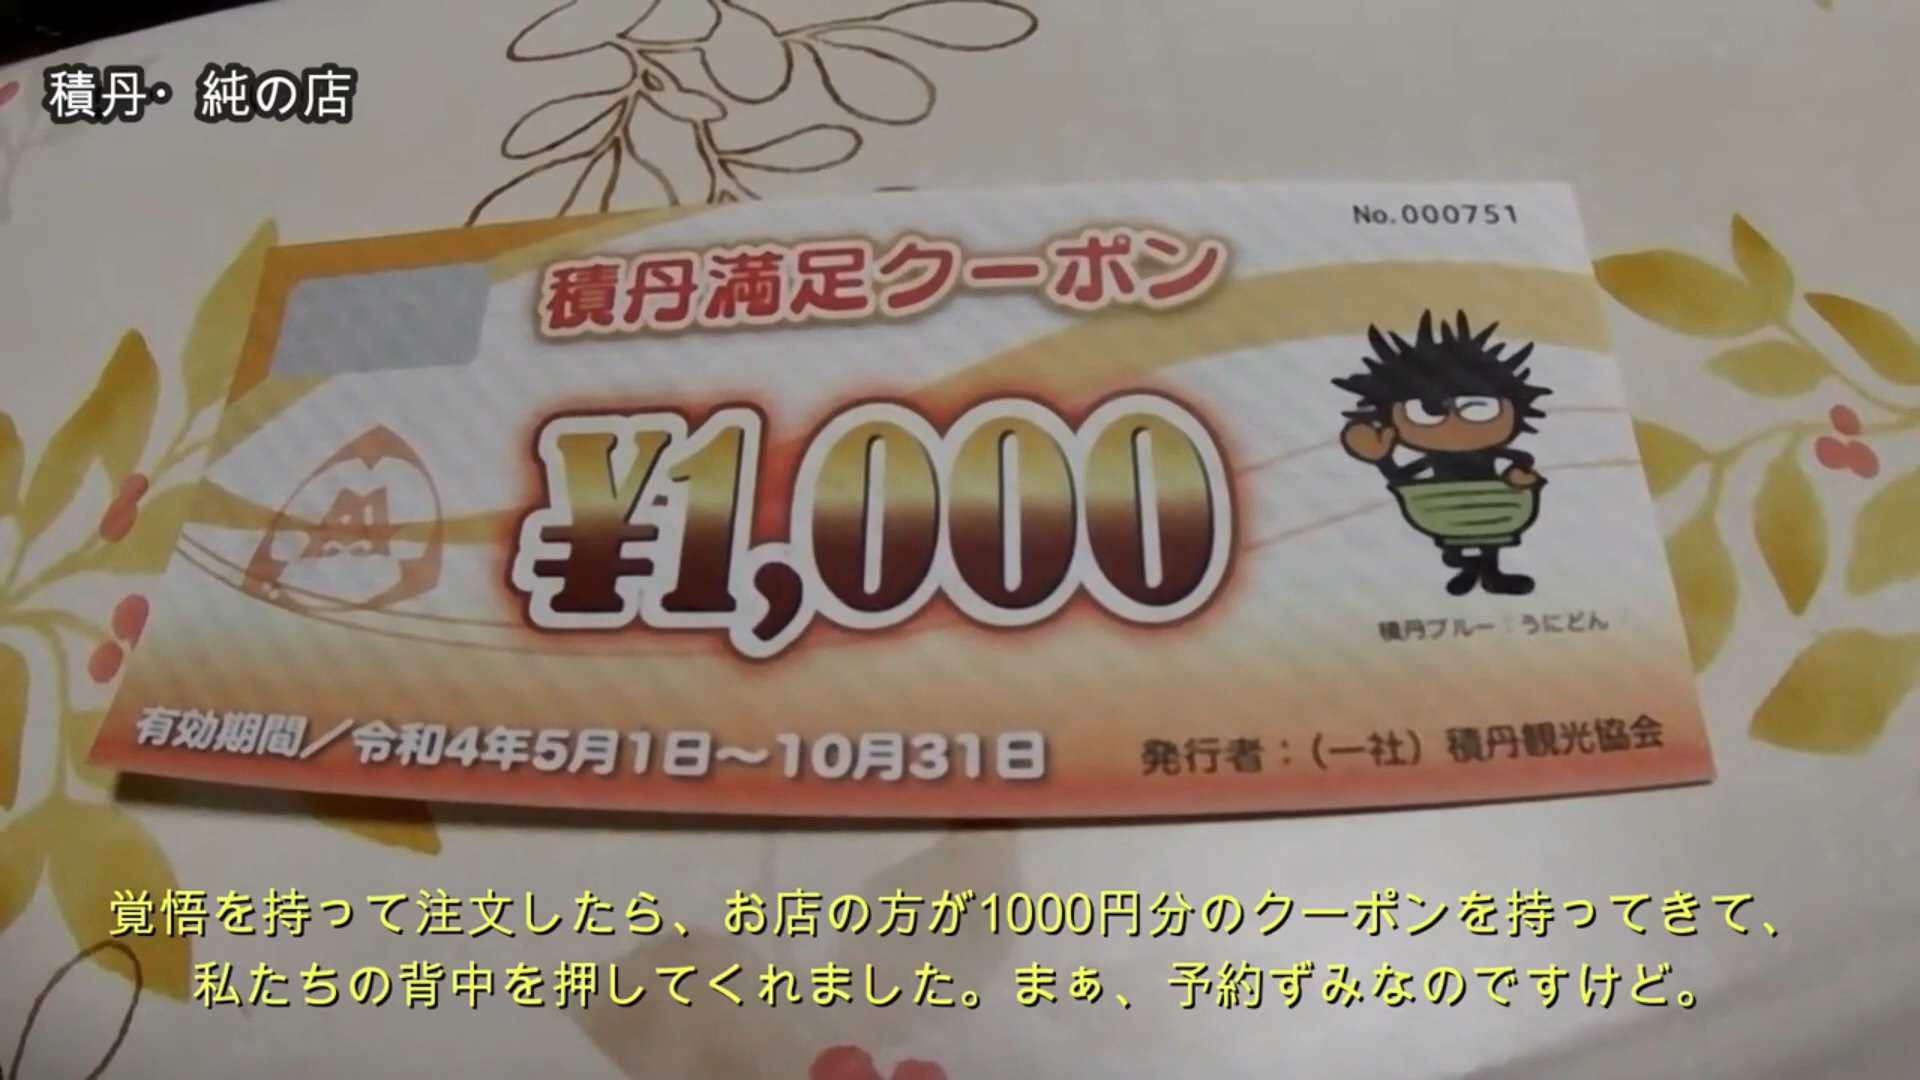 積丹・純の店
No.000751
積丹満足クーポン
¥1,000
積丹ブルー:うにどん
有効期間/令和4年5月1日~10月31日
発行者:(一社)積丹観光協会
覚悟を持って注文したら、お店の方が1000円分のクーポンを持ってきて、
私たちの背中を押してくれました。まぁ、予約ずみなのですけど。